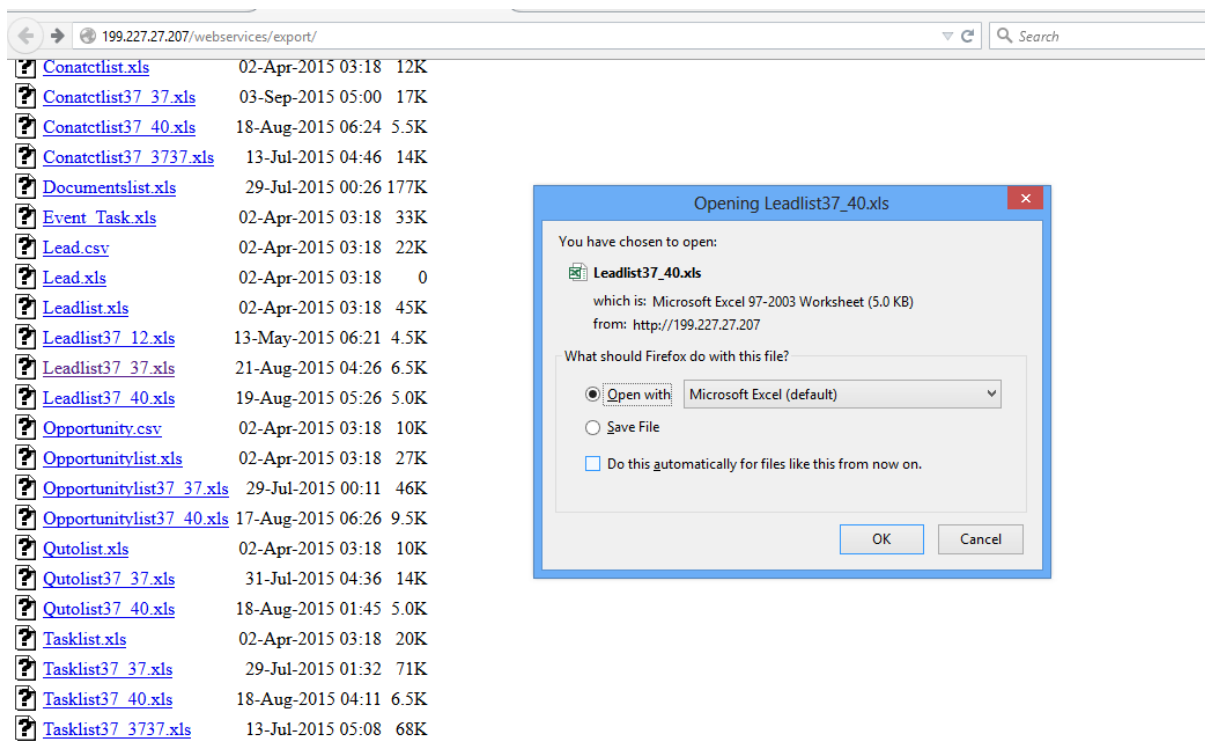 199.227.27.207/webservices/export/
Search
Conatctlist.xls 02-Apr-2015 03:18 12K
Conatctlist37_37.xls 03-Sep-2015 05:00 17K
Conatctlist37_40.xls 18-Aug-2015 06:24 5.5K
Conatctlist37_3737.xls 13-Jul-2015 04:46 14K
Documentslist.xls 29-Jul-2015 00:26 177K
Event_Task.xls 02-Apr-2015 03:18 33K
Lead.csv 02-Apr-2015 03:18 22K
Lead.xls 02-Apr-2015 03:18 0
Leadlist.xls 02-Apr-2015 03:18 45K
Leadlist37_12.xls 13-May-2015 06:21 4.5K
Leadlist37_37.xls 21-Aug-2015 04:26 6.5K
Leadlist37_40.xls 19-Aug-2015 05:26 5.0K
Opportunity.csv 02-Apr-2015 03:18 10K
Opportunitylist.xls 02-Apr-2015 03:18 27K
Opportunitylist37_37.xls 29-Jul-2015 00:11 46K
Opportunitylist37_40.xls 17-Aug-2015 06:26 9.5K
Qutolist.xls 02-Apr-2015 03:18 10K
Qutolist37_37.xls 31-Jul-2015 04:36 14K
Qutolist37_40.xls 18-Aug-2015 01:45 5.0K
Tasklist.xls 02-Apr-2015 03:18 20K
Tasklist37_37.xls 29-Jul-2015 01:32 71K
Tasklist37_40.xls 18-Aug-2015 04:11 6.5K
Tasklist37_3737.xls 13-Jul-2015 05:08 68K
Opening Leadlist37_40.xls
You have chosen to open:
Leadlist37_40.xls
which is: Microsoft Excel 97-2003 Worksheet (5.0 KB)
from: http://199.227.27.207
What should Firefox do with this file?
Open with Microsoft Excel (default)
Save File
Do this automatically for files like this from now on.
OK Cancel